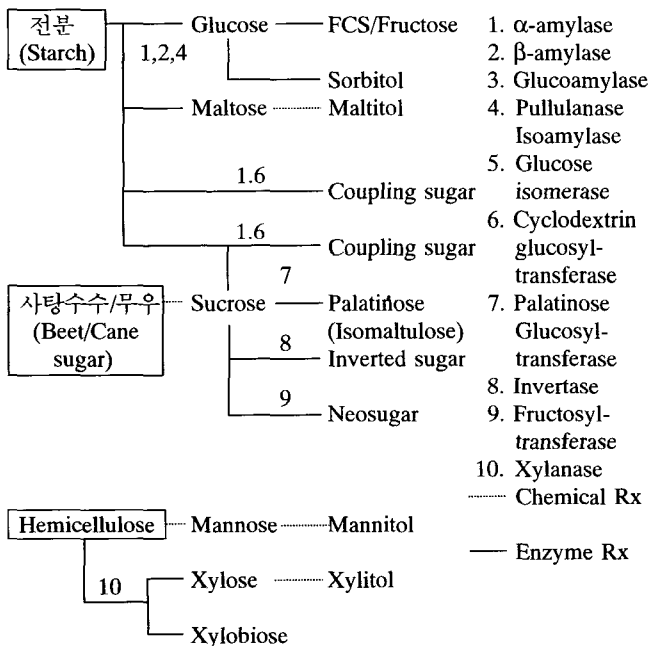 전분 Glucose FCS/Fructose 1. α-amylase
(Starch) 1,2,4 2. β-amylase
Sorbitol 3. Glucoamylase
Maltose Maltitol 4. Pullulanase
Isoamylase
1.6 5. Glucose
Coupling sugar isomerase
1.6 6. Cyclodextrin
Coupling sugar glucosyl-
7 transferase
사탕수수/무우 Sucrose Palatinose 7. Palatinose
(Beet/Cane (Isomaltulose) Glucosyl-
sugar) 8 Inverted sugar transferase
8. Invertase
9 Neosugar 9. Fructosyl-
transferase
10. Xylanase
Chemical Rx
Hemicellulose Mannose Mannitol
Enzyme Rx
10 Xylose Xylitol
Xylobiose